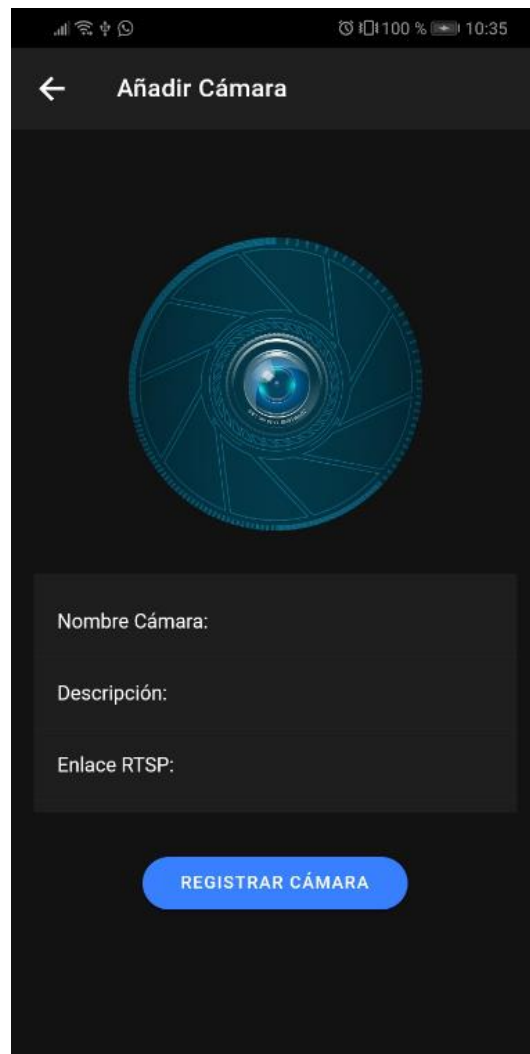 100 % 10:35
Añadir Cámara
Nombre Cámara:
Descripción:
Enlace RTSP:
REGISTRAR CÁMARA